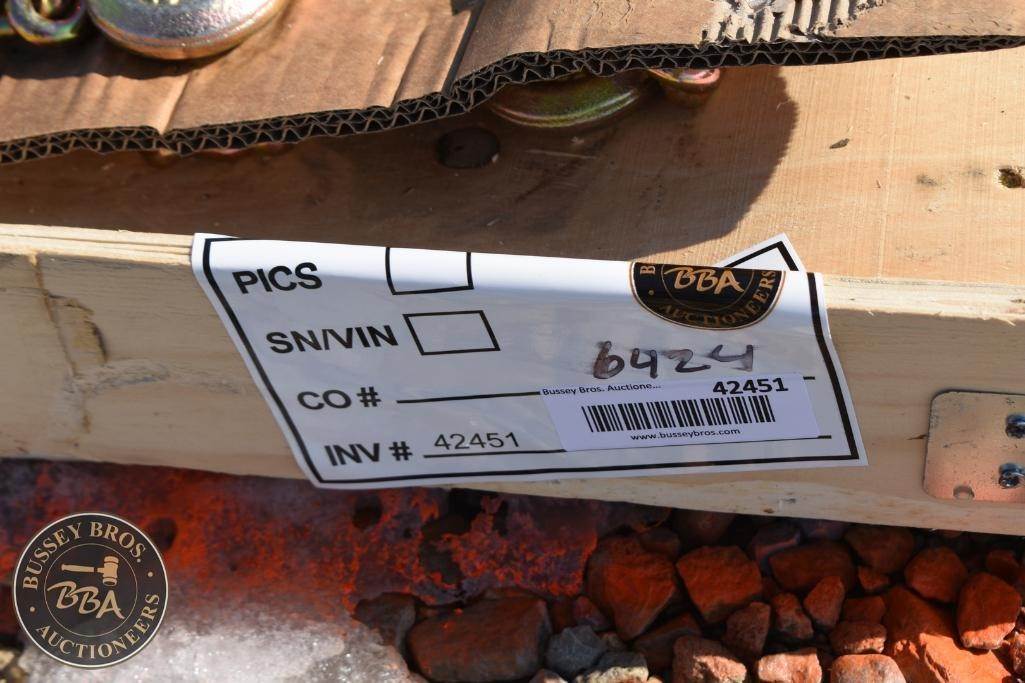 PICS
B BBA
AUCTIONEERS
SN/VIN
6424
CO #
Bussey Bros. Auctione... 42451
INV # 42451
www.busseybros.com
BUSSEY BROS.
BBA
AUCTIONEERS